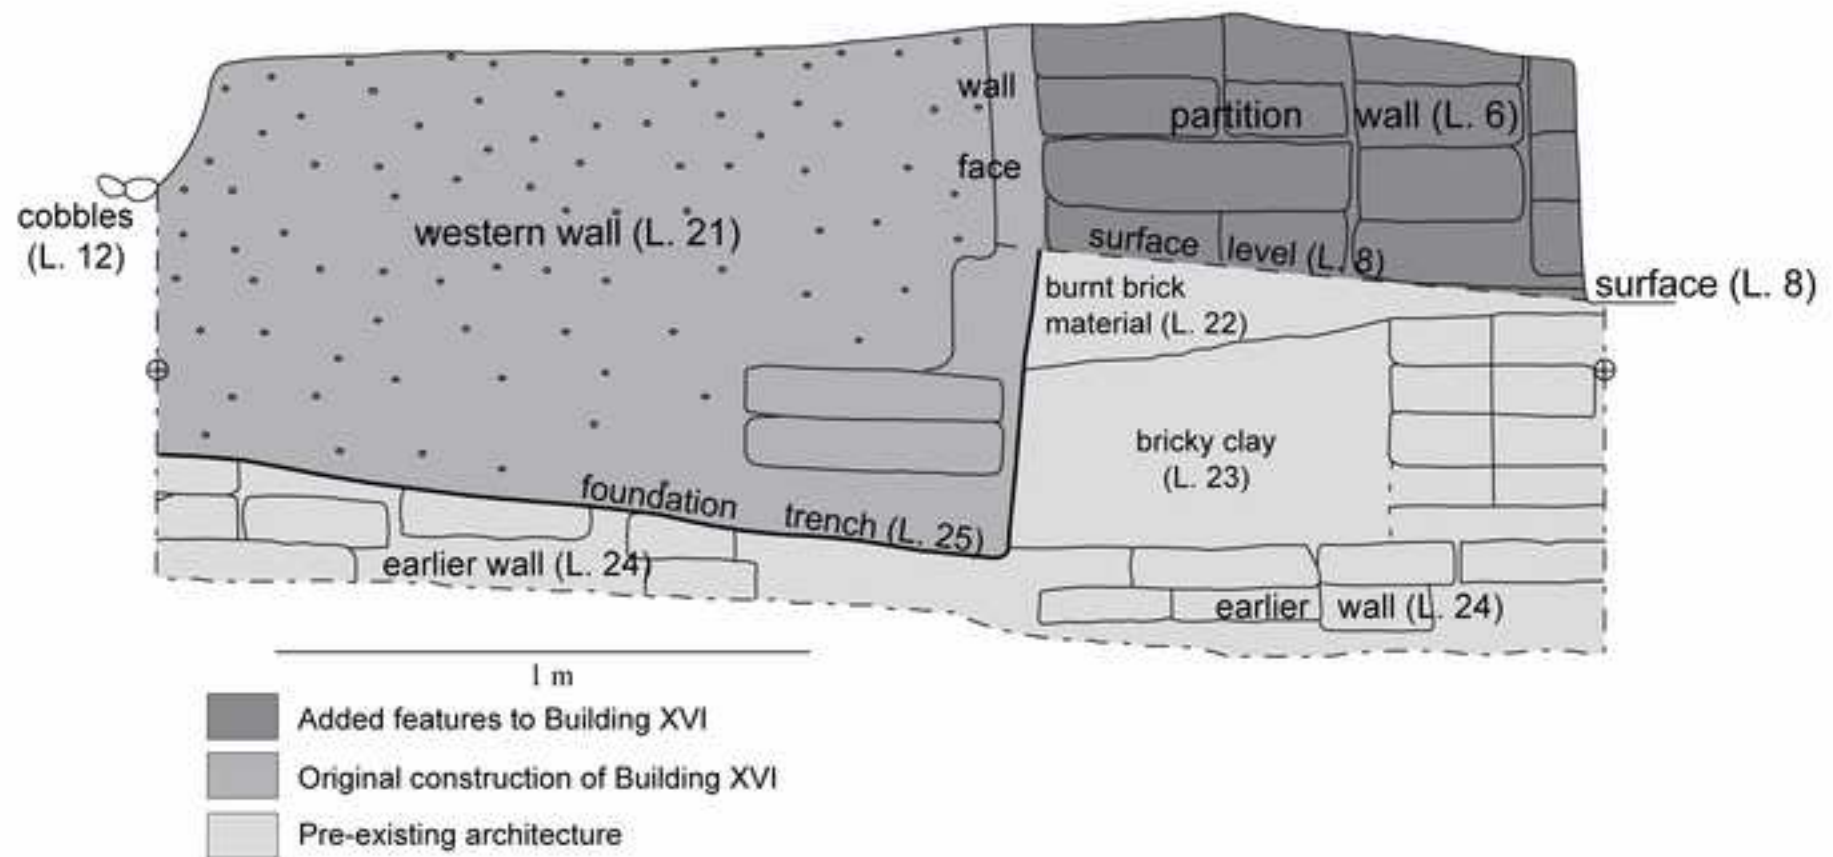 wall
partition wall (L. 6)
face
cobbles
(L. 12)
western wall (L. 21)
surface level (L. 8)
surface (L. 8)
burnt brick
material (L. 22)
bricky clay
(L. 23)
foundation trench (L. 25)
earlier wall (L. 24)
earlier wall (L. 24)
1 m
Added features to Building XVI
Original construction of Building XVI
Pre-existing architecture